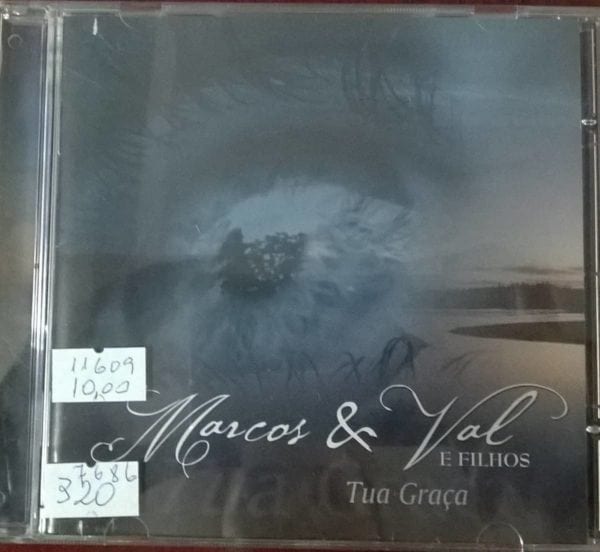 11609
10,00
Marcos & Val
E FILHOS
7686
320
Tua Graça